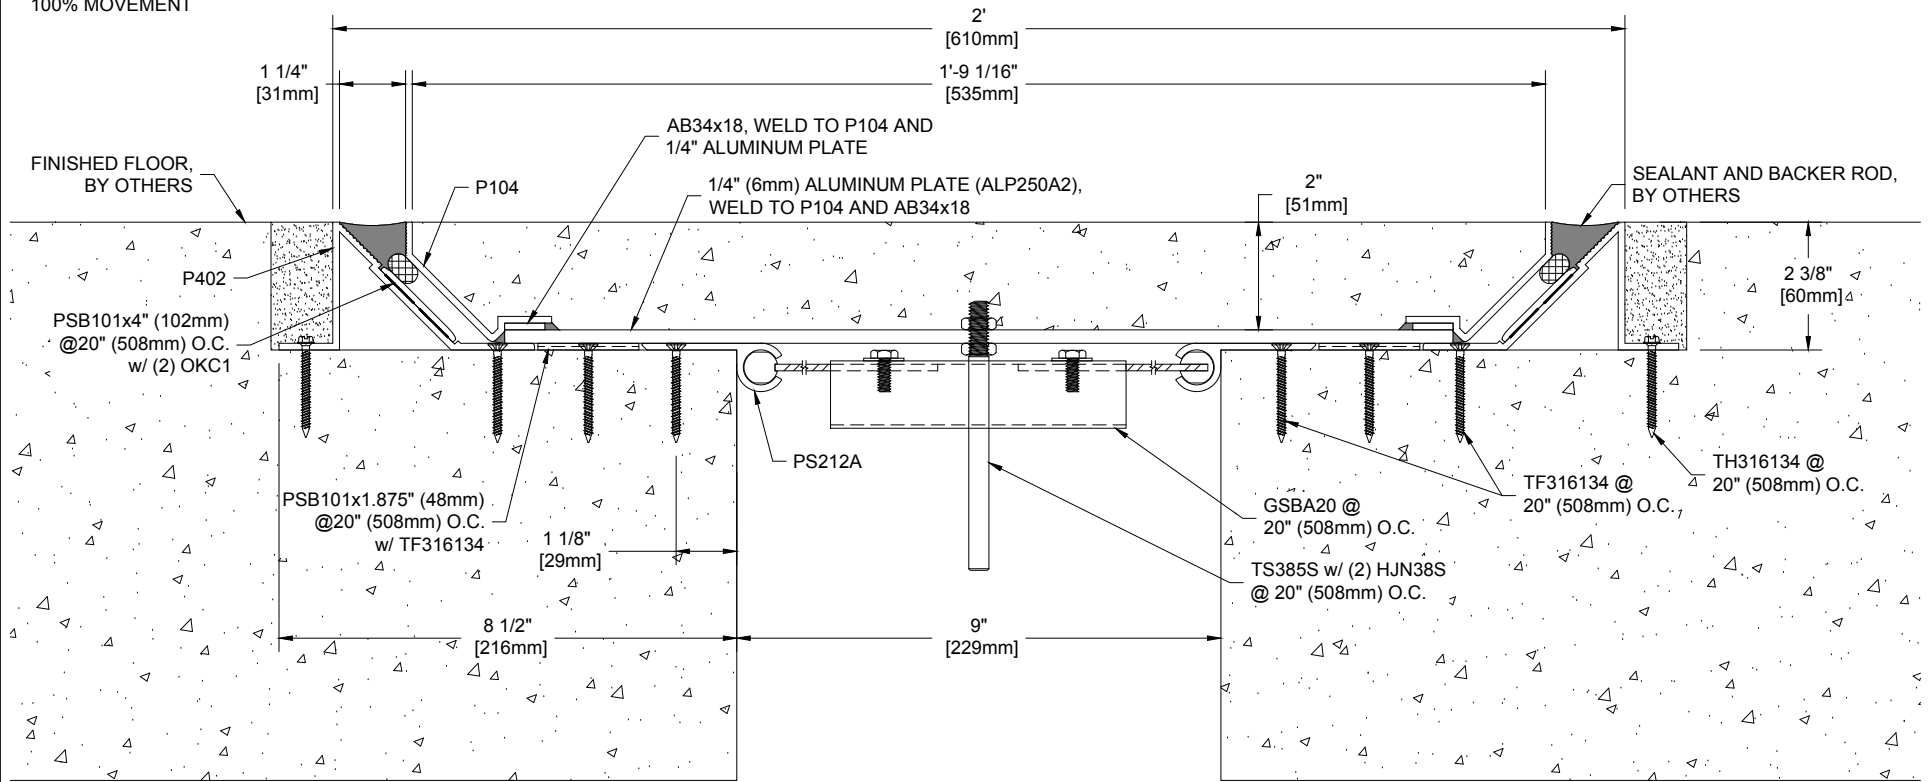 100% MOVEMENT
2'
[610mm]
1 1/4"
[31mm]
1'-9 1/16"
[535mm]
AB34x18, WELD TO P104 AND
1/4" ALUMINUM PLATE
FINISHED FLOOR,
BY OTHERS
P104
1/4" (6mm) ALUMINUM PLATE (ALP250A2),
WELD TO P104 AND AB34x18
2"
[51mm]
SEALANT AND BACKER ROD,
BY OTHERS
P402
2 3/8"
[60mm]
PSB101x4" (102mm)
@20" (508mm) O.C.
w/ (2) OKC1
PS212A
PSB101x1.875" (48mm)
@20" (508mm) O.C.
w/ TF316134
1 1/8"
[29mm]
GSBA20 @
20" (508mm) O.C.
TF316134 @
20" (508mm) O.C.
TH316134 @
20" (508mm) O.C.
TS385S w/ (2) HJN38S
@ 20" (508mm) O.C.
8 1/2"
[216mm]
9"
[229mm]